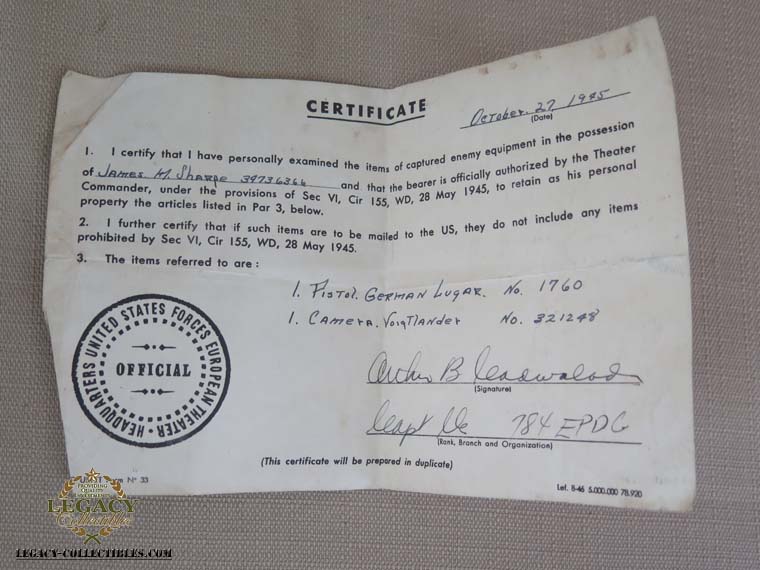 CERTIFICATE
October. 27 1945
(Date)
1. I certify that I have personally examined the items of captured enemy equipment in the possession
of James M. Sharpe 39736366 and that the bearer is officially authorized by the Theater
Commander, under the provisions of Sec VI, Cir 155, WD, 28 May 1945, to retain as his personal
property the articles listed in Par 3, below.
2. I further certify that if such items are to be mailed to the US, they do not include any items
prohibited by Sec VI, Cir 155, WD, 28 May 1945.
3. The items referred to are :
1. Pistol. German Lugar. No. 1760
1. Camera. Voigtlander No. 321248
HEADQUARTERS UNITED STATES FORCES EUROPEAN THEATER
OFFICIAL
B
(Signature)
Capt 784 EPDG
(Rank, Branch and Organization)
(This certificate will be prepared in duplicate)
N° 33
Lef. 8-46 5.000.000 78.920
PROVIDING
LEGACY
Collectibles
LEGACY-COLLECTIBLES.COM